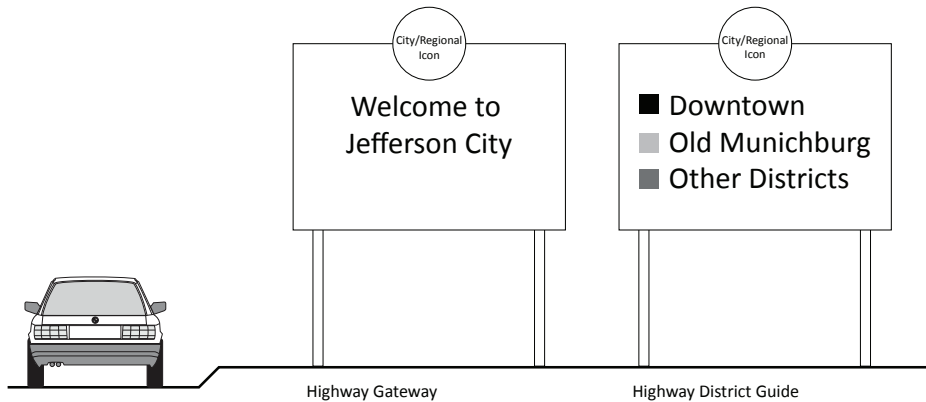 City/Regional
Icon
Welcome to
Jefferson City
City/Regional
Icon
Downtown
Old Munichburg
Other Districts
Highway Gateway
Highway District Guide